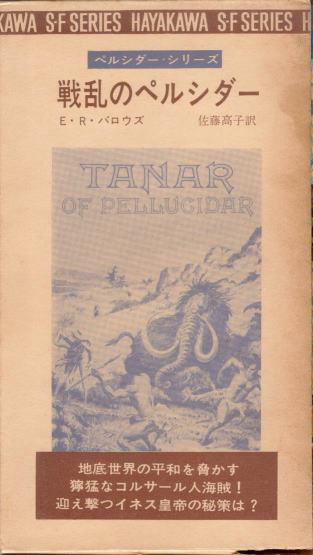 KAWA S-F SERIES HAYAKAWA S-F SERIES H
ペルシダー・シリーズ
戦乱のペルシダー
E・R・バロウズ 佐藤高子訳
TANAR
OF PELLUCIDAR
地底世界の平和を脅かす
獰猛なコルサール人海賊！
迎え撃つイネス皇帝の秘策は？